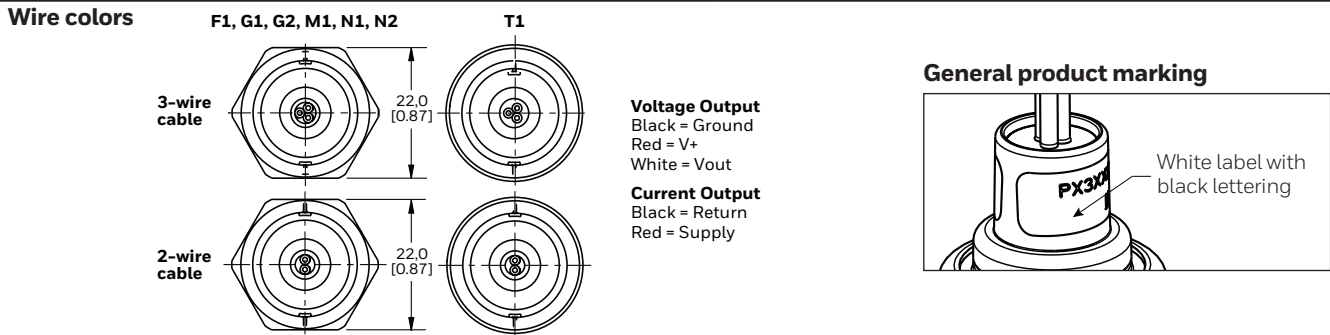 Wire colors
F1, G1, G2, M1, N1, N2
T1
3-wire
cable
22,0
[0.87]
2-wire
cable
22,0
[0.87]
Voltage Output
Black = Ground
Red = V+
White = Vout
Current Output
Black = Return
Red = Supply
General product marking
PX3XX
White label with
black lettering